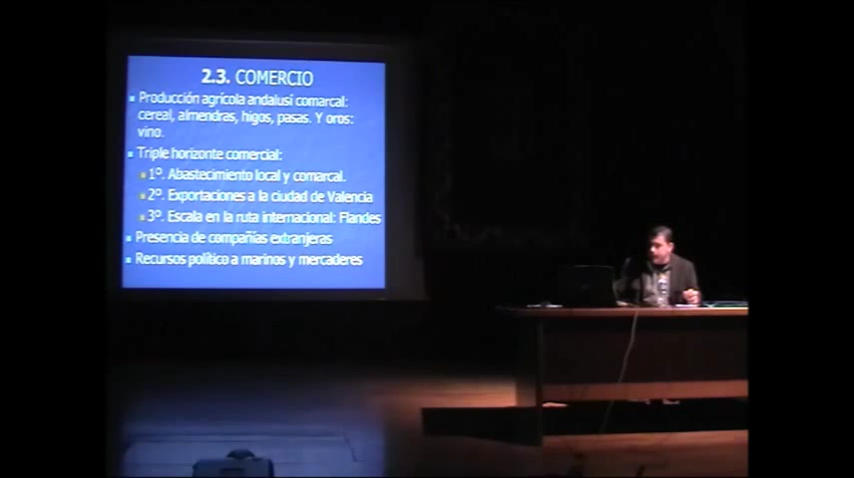 2.3. COMERCIO
Producción agrícola andalusí comarcal:
cereal, almendras, higos, pasas. Y oros:
vino.
Triple horizonte comercial:
1º. Abastecimiento local y comarcal.
2º. Exportaciones a la ciudad de Valencia
3º. Escala en la ruta internacional: Flandes
Presencia de compañías extranjeras
Recursos político a marinos y mercaderes